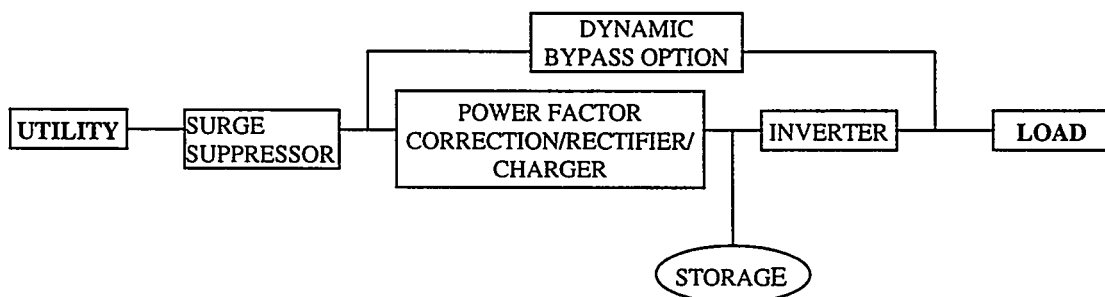 DYNAMIC
BYPASS OPTION
UTILITY
SURGE
SUPPRESSOR
POWER FACTOR
CORRECTION/RECTIFIER/
CHARGER
INVERTER
LOAD
STORAGE